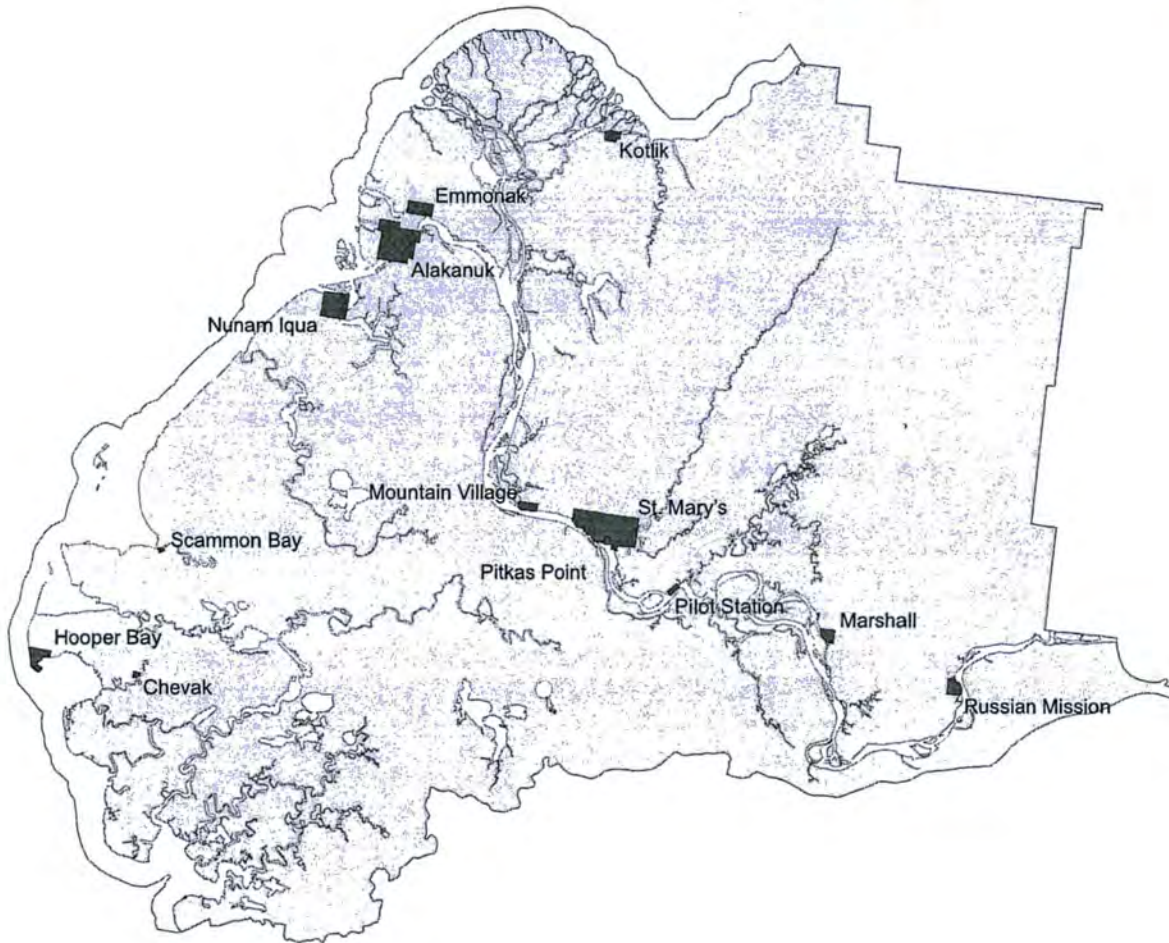 Kotlik
Emmonak
Alakanuk
Nunam Iqua
Mountain Village
St. Mary's
Scammon Bay
Pitkas Point
Pilot Station
Marshall
Hooper Bay
Chevak
Russian Mission